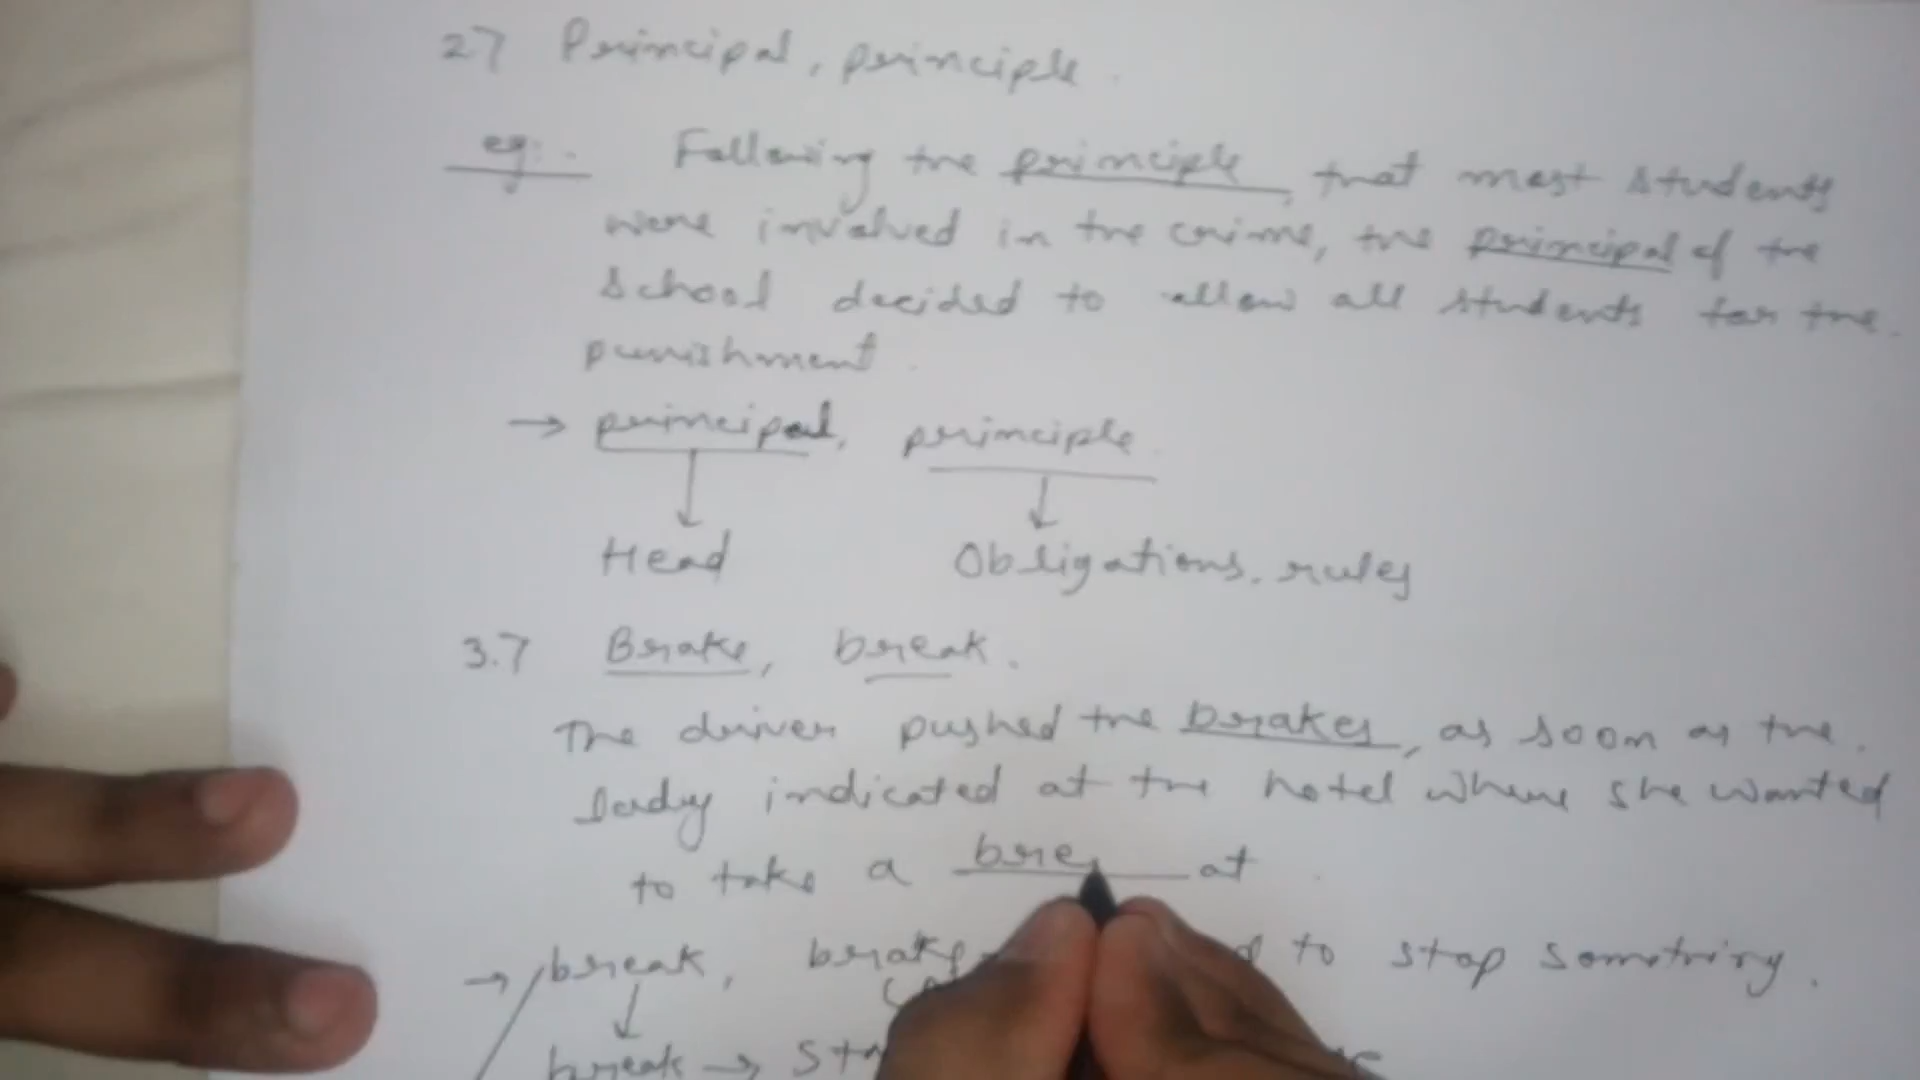 27 Principal, principle.
eg:. Following the principle, that most students
were involved in the crime, the principal of the
school decided to allow all students for the
punishment.
→ principal, principle.
Head Obligations, rules
3.7 Brake, break.
The driver pushed the brakes, as soon as the
lady indicated at the hotel where she wanted
to take a bre at
→ break, brake to stop something.
break →